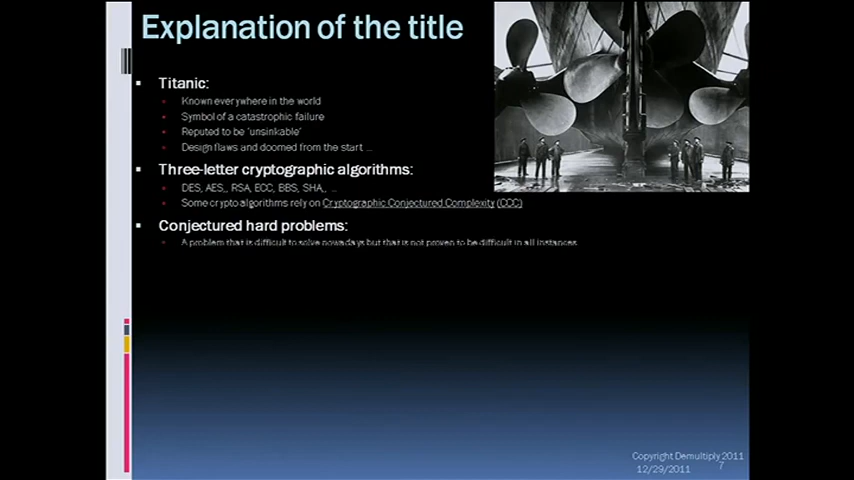 Explanation of the title
Titanic:
Known everywhere in the world
Symbol of a catastrophic failure
Reputed to be 'unsinkable'
Design flaws and doomed from the start ...
Three-letter cryptographic algorithms:
DES, AES,, RSA, ECC, BBS, SHA,, ...
Some crypto algorithms rely on Cryptographic Conjectured Complexity (CCC)
Conjectured hard problems:
A problem that is difficult to solve nowadays but that is not proven to be difficult in all instances
Copyright Demultiply 2011
12/29/2011
7